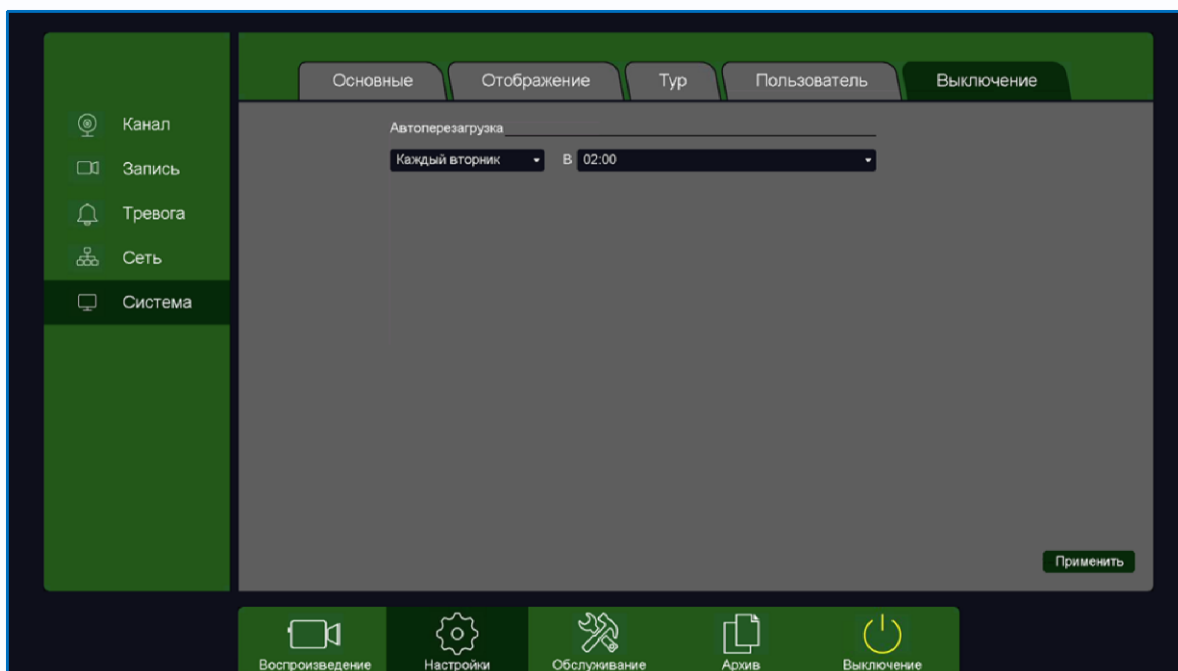 Основные Отображение Тур Пользователь Выключение
Канал
Запись
Тревога
Сеть
Система
Автоперезагрузка
Каждый вторник В 02:00
Применить
Воспроизведение Настройки Обслуживание Архив Выключение